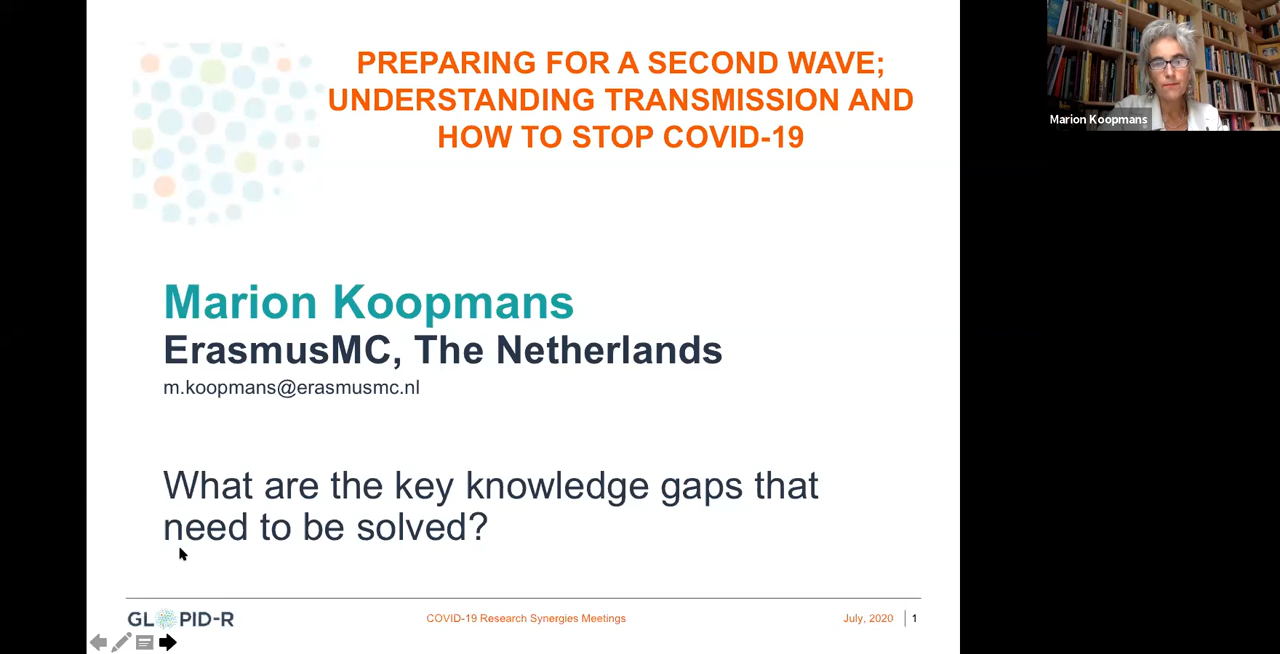 PREPARING FOR A SECOND WAVE;
UNDERSTANDING TRANSMISSION AND
HOW TO STOP COVID-19
Marion Koopmans
Marion Koopmans
ErasmusMC, The Netherlands
m.koopmans@erasmusmc.nl
What are the key knowledge gaps that
need to be solved?
GLOPID-R
COVID-19 Research Synergies Meetings
July, 2020
1